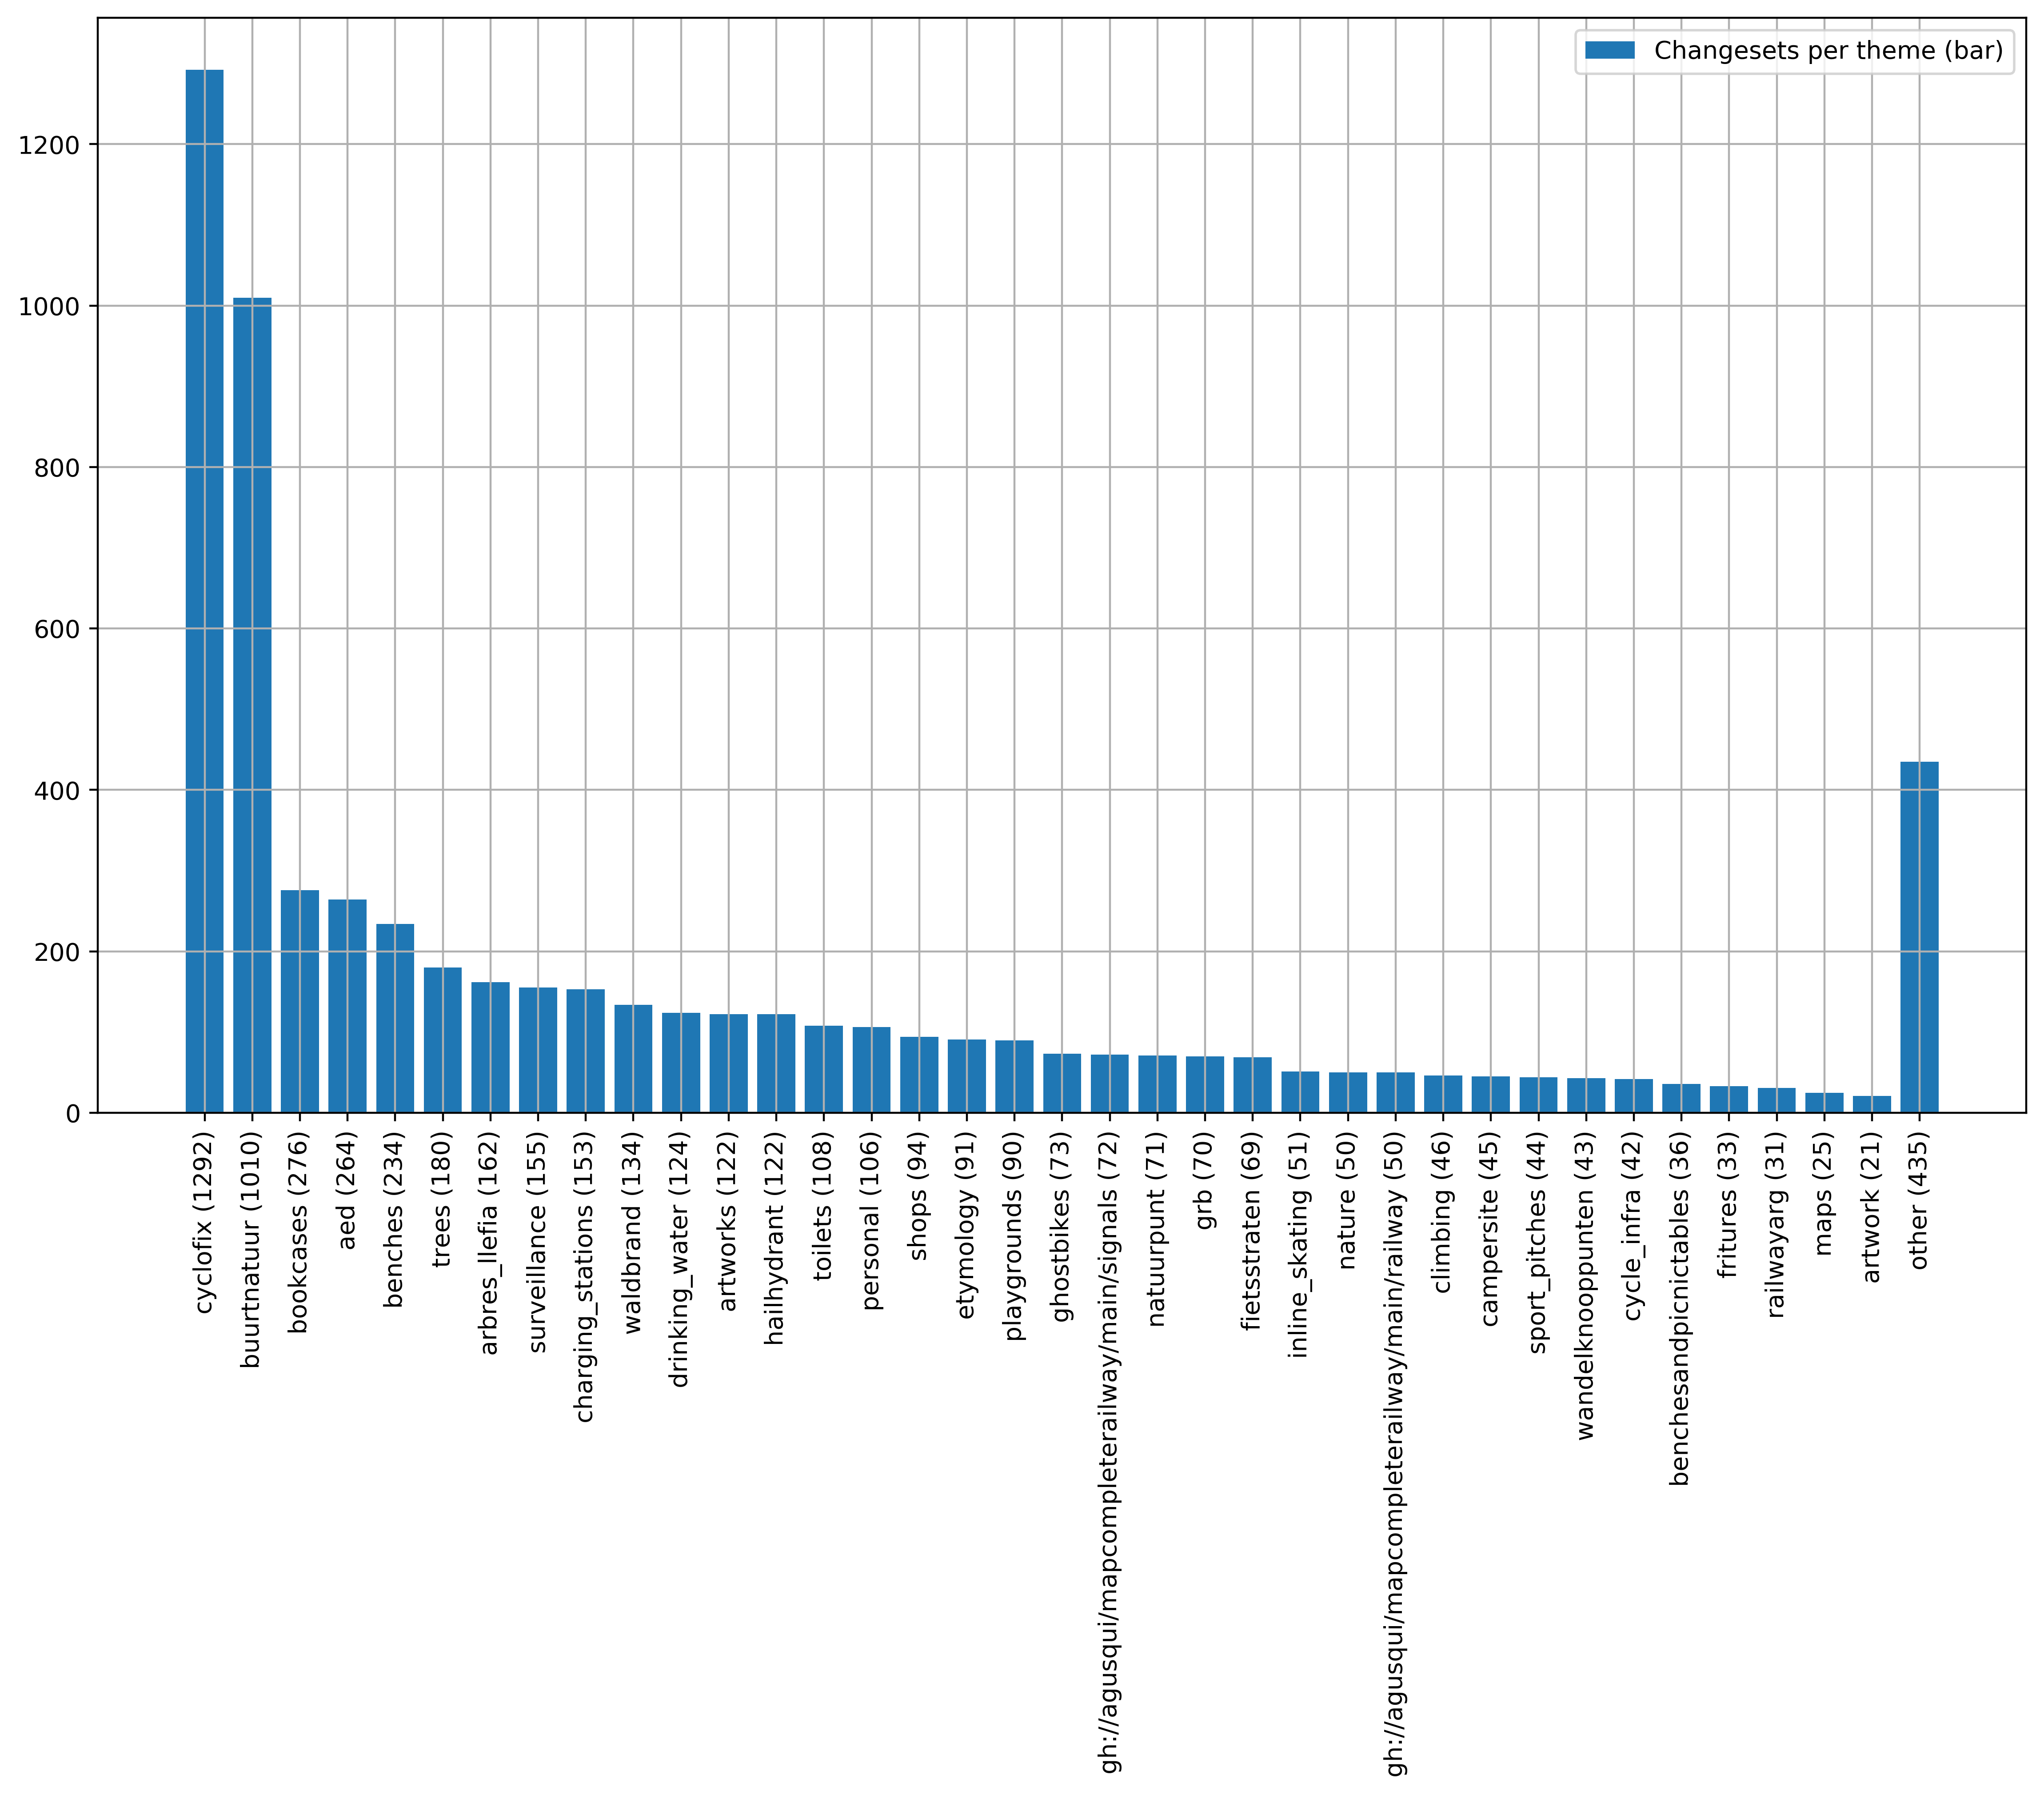 Changesets per theme (bar)
1200
1000
800
600
400
200
0
cyclofix (1292)
buurtnatuur (1010)
bookcases (276)
aed (264)
benches (234)
trees (180)
arbres_llefia (162)
surveillance (155)
charging_stations (153)
waldbrand (134)
drinking_water (124)
artworks (122)
hailhydrant (122)
toilets (108)
personal (106)
shops (94)
etymology (91)
playgrounds (90)
ghostbikes (73)
gh://agusqui/mapcompleterailway/main/signals (72)
natuurpunt (71)
grb (70)
fietsstraten (69)
inline_skating (51)
nature (50)
gh://agusqui/mapcompleterailway/main/railway (50)
climbing (46)
campersite (45)
sport_pitches (44)
wandelknooppunten (43)
cycle_infra (42)
benchesandpicnictables (36)
fritures (33)
railwayarg (31)
maps (25)
artwork (21)
other (435)